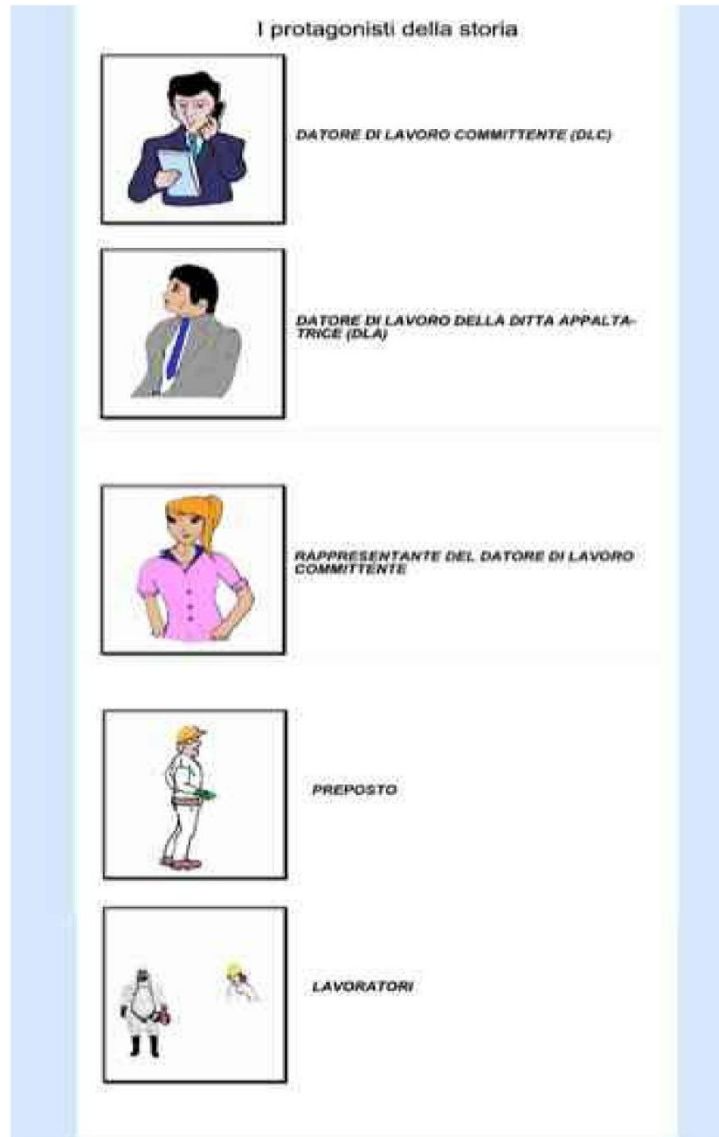 I protagonisti della storia
DATORE DI LAVORO COMMITTENTE (DLC)
DATORE DI LAVORO DELLA DITTA APPALTA-
TRICE (DLA)
RAPPRESENTANTE DEL DATORE DI LAVORO
COMMITTENTE
PREPOSTO
LAVORATORI